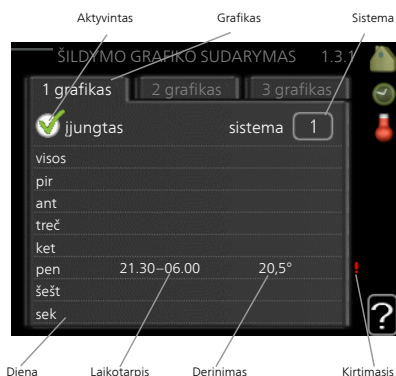 Aktyvintas Grafikas Sistema
ŠILDYMO GRAFIKO SUDARYMAS 1.3.1
1 grafikas 2 grafikas 3 grafikas
įjungtas sistema 1
visos
pir
ant
treč
ket
pen 21.30–06.00 20,5° !
šešt
sek
?
Diena Laikotarpis Derinimas Kirtimasis